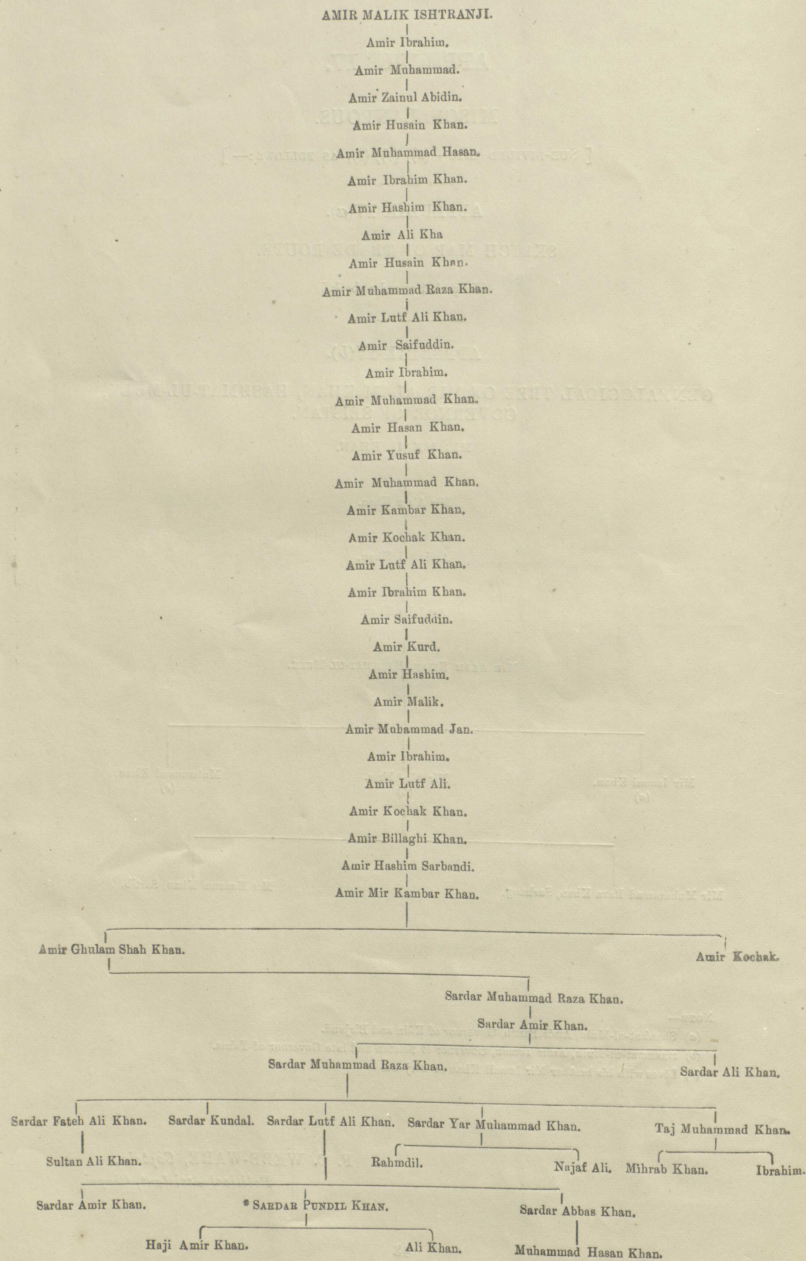 AMIR MALIK ISHTRANJI.
Amir Ibrahim.
Amir Muhammad.
Amir Zainul Abidin.
Amir Husain Khan.
Amir Muhammad Hasan.
Amir Ibrahim Khan.
Amir Hashim Khan.
Amir Ali Kha
Amir Husain Khan.
Amir Muhammad Raza Khan.
Amir Lutf Ali Khan.
Amir Saifuddin.
Amir Ibrahim.
Amir Muhammad Khan.
Amir Hasan Khan.
Amir Yusuf Khan.
Amir Muhammad Khan.
Amir Kambar Khan.
Amir Kochak Khan.
Amir Lutf Ali Khan.
Amir Ibrahim Khan.
Amir Saifuddin.
Amir Kurd.
Amir Hashim.
Amir Malik.
Amir Muhammad Jan.
Amir Ibrahim.
Amir Lutf Ali.
Amir Kochak Khan.
Amir Billaghi Khan.
Amir Hashim Sarbandi.
Amir Mir Kambar Khan.
Amir Ghulam Shah Khan. Amir Kochak.
Sardar Muhammad Raza Khan.
Sardar Amir Khan.
Sardar Muhammad Raza Khan. Sardar Ali Khan.
Sardar Fateh Ali Khan. Sardar Kundal. Sardar Lutf Ali Khan. Sardar Yar Muhammad Khan. Taj Muhammad Khan.
Sultan Ali Khan. Rahmdil. Najaf Ali. Mihrab Khan. Ibrahim.
Sardar Amir Khan. * SARDAR PUNDIL KHAN. Sardar Abbas Khan.
Haji Amir Khan. Ali Khan. Muhammad Hasan Khan.